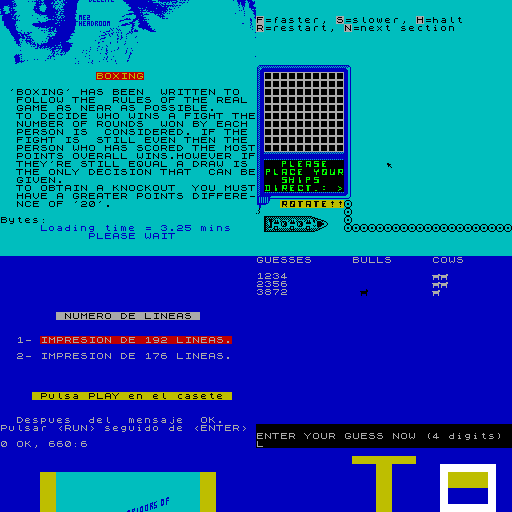 ME2
HEADROOM
F=faster, S=slower, H=halt
R=restart, N=next section
BOXING
'BOXING' HAS BEEN WRITTEN TO
FOLLOW THE RULES OF THE REAL
GAME AS NEAR AS POSSIBLE.
TO DECIDE WHO WINS A FIGHT THE
NUMBER OF ROUNDS WON BY EACH
PERSON IS CONSIDERED. IF THE
FIGHT IS STILL EVEN THEN THE
PERSON WHO HAS SCORED THE MOST
POINTS OVERALL WINS.HOWEVER IF
THEY'RE STILL EQUAL A DRAW IS
THE ONLY DECISION THAT CAN BE
GIVEN.
TO OBTAIN A KNOCKOUT YOU MUST
HAVE A GREATER POINTS DIFFERE-
NCE OF '20'.
Bytes:
Loading time = 3.25 mins
PLEASE WAIT
PLEASE
PLACE YOUR
SHIPS
DIRECT.: >
ROTATE!!
NUMERO DE LINEAS
1- IMPRESION DE 192 LINEAS.
2- IMPRESION DE 176 LINEAS.
Pulsa PLAY en el casete
Despues del mensaje OK.
Pulsar <RUN> seguido de <ENTER>
0 OK, 660:6
GUESSES BULLS COWS
1234
2356
3872
ENTER YOUR GUESS NOW (4 digits)
L
OF
T